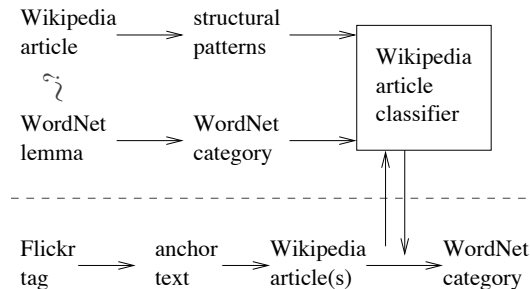 Wikipedia
article
structural
patterns
Wikipedia
article
classifier
?
WordNet
lemma
WordNet
category
Flickr
tag
anchor
text
Wikipedia
article(s)
WordNet
category